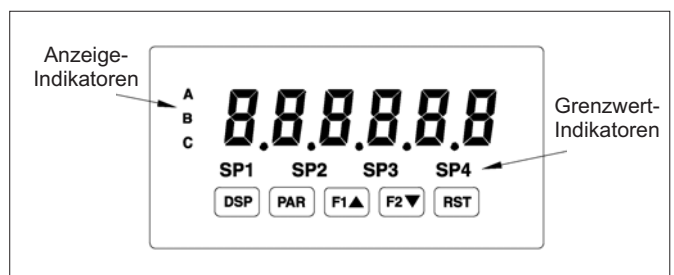 Anzeige-
Indikatoren
A
B
C
8.8.8.8.8.8
Grenzwert-
Indikatoren
SP1 SP2 SP3 SP4
DSP PAR F1▲ F2▼ RST